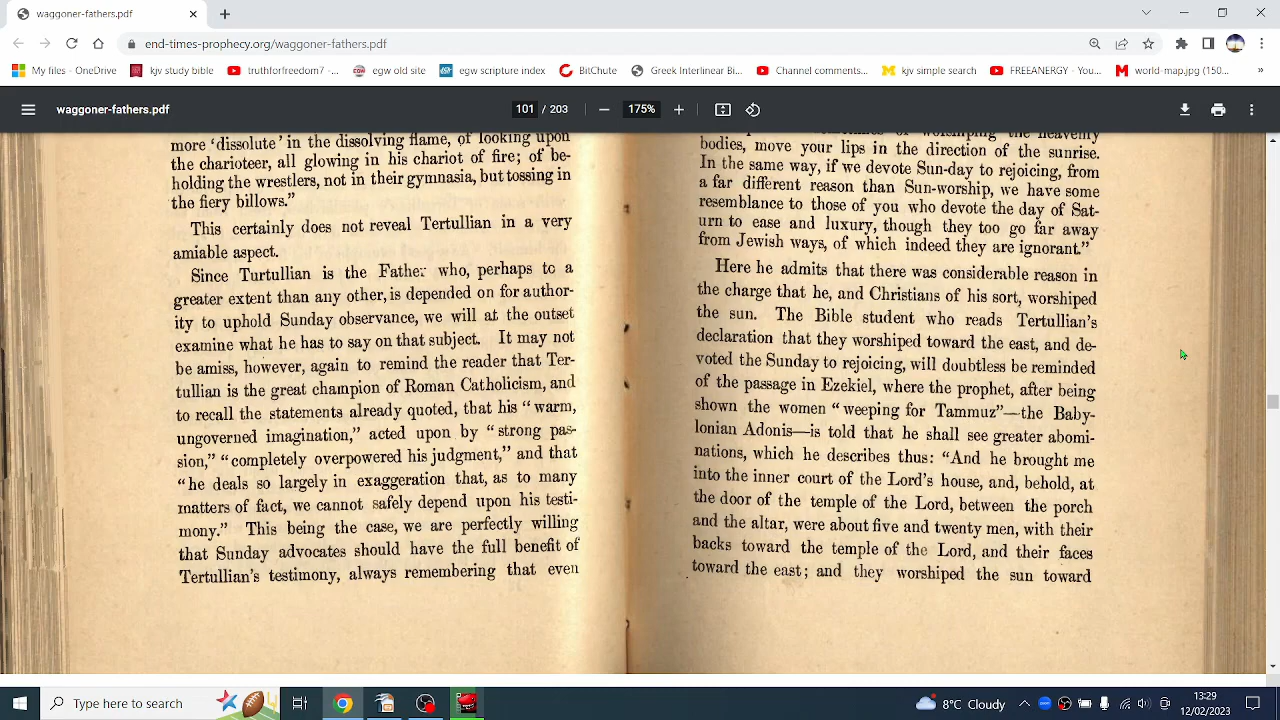 waggoner-fathers.pdf
end-times-prophecy.org/waggoner-fathers.pdf
My files - OneDrive
kjv study bible
truthforfreedom7 -...
egw old site
egw scripture index
BitChute
Greek Interlinear Bi...
Channel comments...
kjv simple search
FREEANERGY - You...
world-map.jpg (150...
»
waggoner-fathers.pdf
101 / 203
175%
more ‘dissolute’ in the dissolving flame, of looking upon
the charioteer, all glowing in his chariot of fire; of be-
holding the wrestlers, not in their gymnasia, but tossing in
the fiery billows.”
This certainly does not reveal Tertullian in a very
amiable aspect.
Since Turtullian is the Father who, perhaps to a
greater extent than any other, is depended on for author-
ity to uphold Sunday observance, we will at the outset
examine what he has to say on that subject. It may not
be amiss, however, again to remind the reader that Ter-
tullian is the great champion of Roman Catholicism, and
to recall the statements already quoted, that his “warm,
ungoverned imagination,” acted upon by “strong pas-
sion,” “completely overpowered his judgment,” and that
“he deals so largely in exaggeration that, as to many
matters of fact, we cannot safely depend upon his testi-
mony.” This being the case, we are perfectly willing
that Sunday advocates should have the full benefit of
Tertullian’s testimony, always remembering that even
of worshiping the heavenly
bodies, move your lips in the direction of the sunrise.
In the same way, if we devote Sun-day to rejoicing, from
a far different reason than Sun-worship, we have some
resemblance to those of you who devote the day of Sat-
urn to ease and luxury, though they too go far away
from Jewish ways, of which indeed they are ignorant.”
Here he admits that there was considerable reason in
the charge that he, and Christians of his sort, worshiped
the sun. The Bible student who reads Tertullian’s
declaration that they worshiped toward the east, and de-
voted the Sunday to rejoicing, will doubtless be reminded
of the passage in Ezekiel, where the prophet, after being
shown the women “weeping for Tammuz”—the Baby-
lonian Adonis—is told that he shall see greater abomi-
nations, which he describes thus: “And he brought me
into the inner court of the Lord’s house, and, behold, at
the door of the temple of the Lord, between the porch
and the altar, were about five and twenty men, with their
backs toward the temple of the Lord, and their faces
toward the east; and they worshiped the sun toward
Type here to search
8°C Cloudy
13:29
12/02/2023